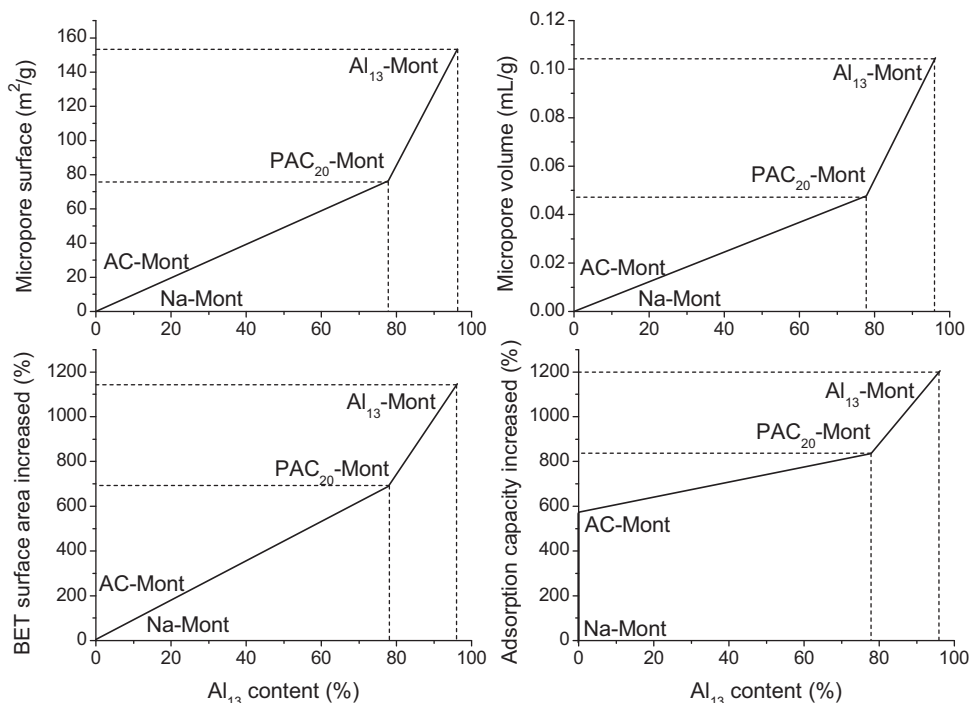 Micropore surface (m²/g)
160
140
120
100
80
60
40
20
0
Al₁₃-Mont
PAC₂₀-Mont
AC-Mont
Na-Mont
0 20 40 60 80 100
Micropore volume (mL/g)
0.12
0.10
0.08
0.06
0.04
0.02
0.00
Al₁₃-Mont
PAC₂₀-Mont
AC-Mont
Na-Mont
0 20 40 60 80 100
BET surface area increased (%)
1200
1000
800
600
400
200
0
Al₁₃-Mont
PAC₂₀-Mont
AC-Mont
Na-Mont
0 20 40 60 80 100
Al₁₃ content (%)
Adsorption capacity increased (%)
1200
1000
800
600
400
200
0
Al₁₃-Mont
PAC₂₀-Mont
AC-Mont
Na-Mont
0 20 40 60 80 100
Al₁₃ content (%)